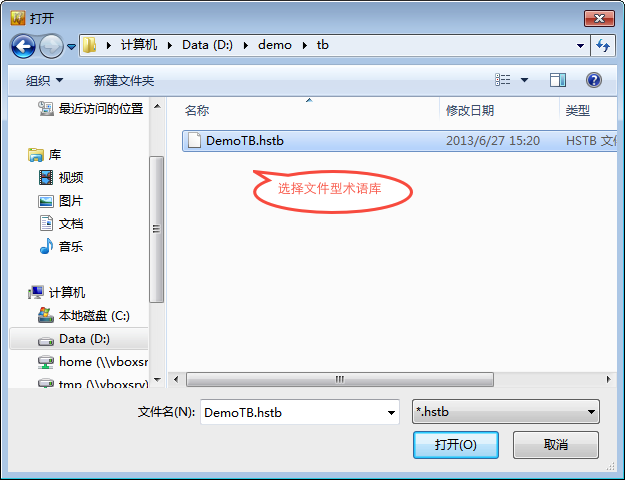 打开
计算机 Data (D:) demo tb
组织 新建文件夹
名称 修改日期 类型
最近访问的位置
DemoTB.hstb 2013/6/27 15:20 HSTB 文件
库
视频
选择文件型术语库
图片
文档
音乐
计算机
本地磁盘 (C:)
Data (D:)
home (\\vboxsr
tmp (\\vboxsrv)
文件名(N): DemoTB.hstb *.hstb
打开(O) 取消